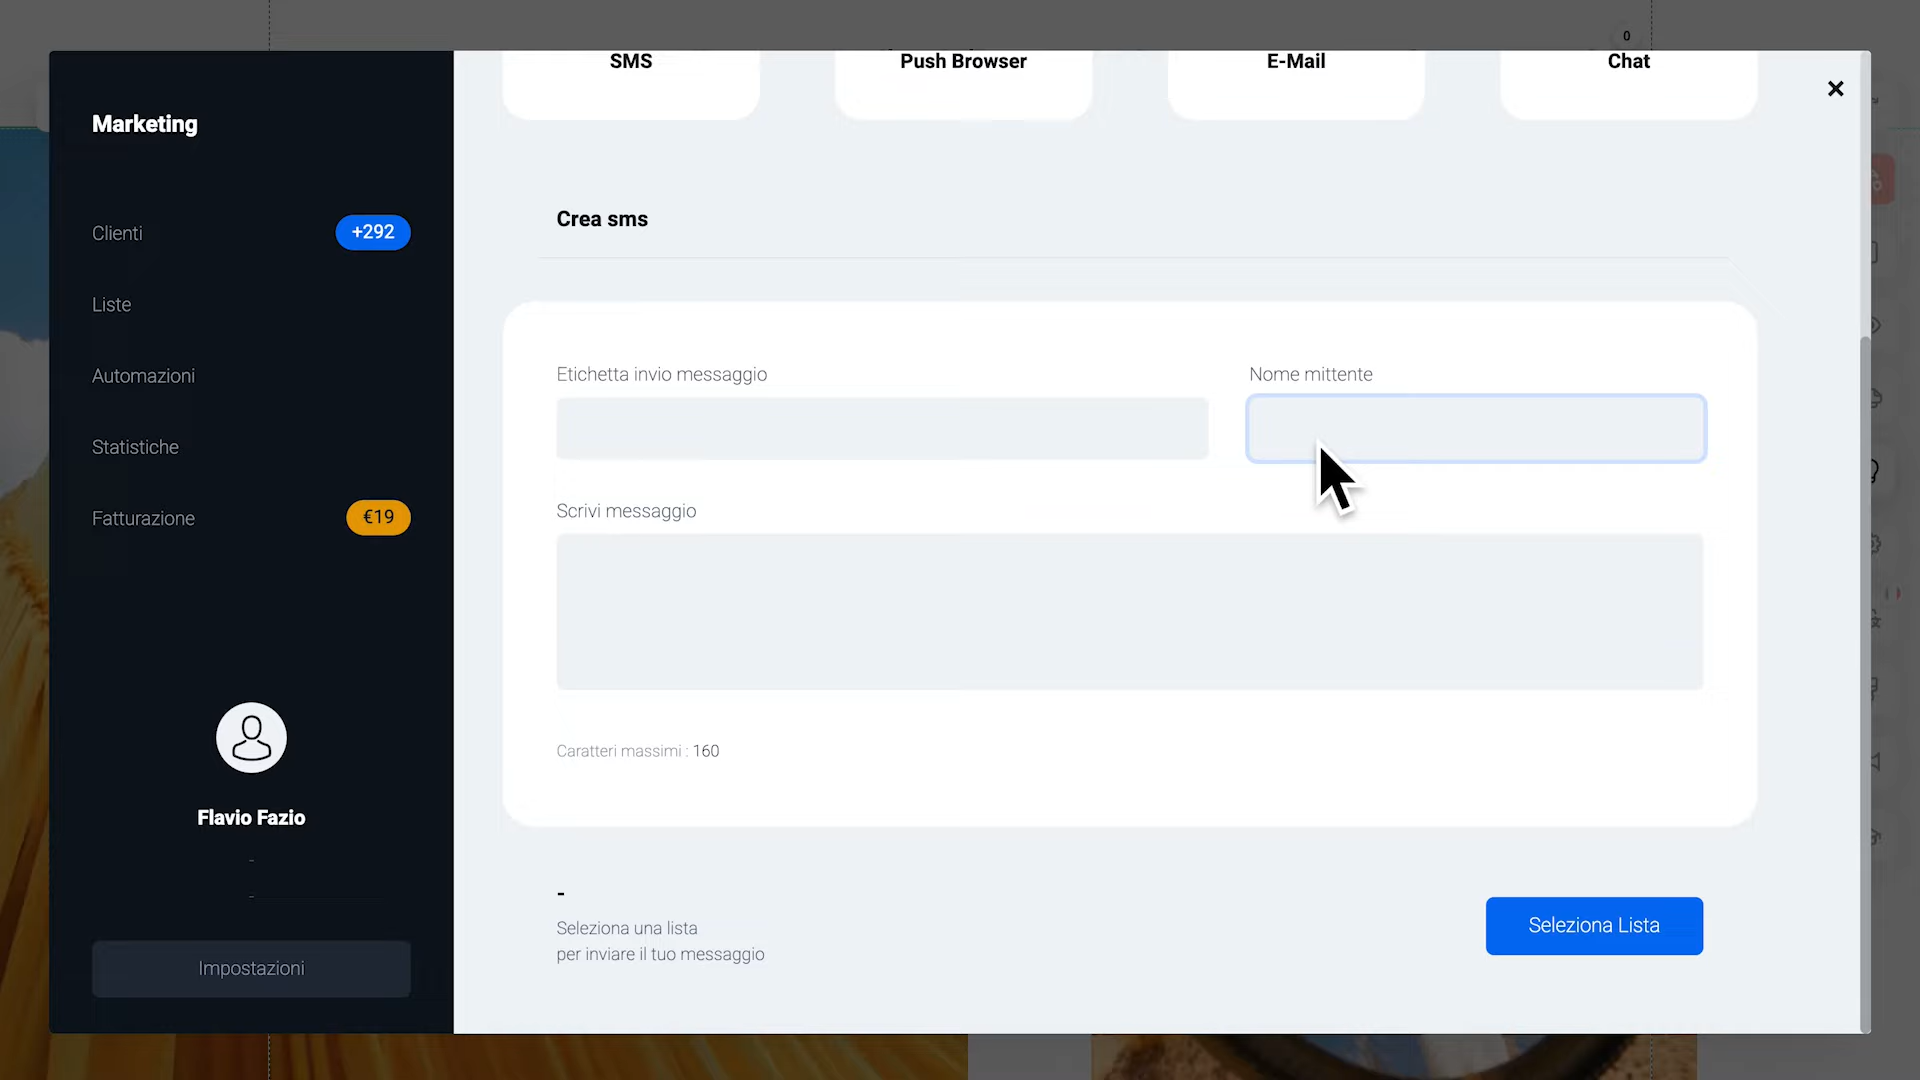 0
SMS
Push Browser
E-Mail
Chat
Marketing
Clienti
+292
Liste
Automazioni
Statistiche
Fatturazione
€19
Flavio Fazio
-
-
Impostazioni
Crea sms
Etichetta invio messaggio
Nome mittente
Scrivi messaggio
Caratteri massimi : 160
-
Seleziona una lista
per inviare il tuo messaggio
Seleziona Lista